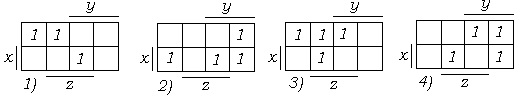 y y y y
1 1 1 1 1 1 1 1
x 1 x 1 1 1 x 1 x 1 1
1) z 2) z 3) z 4) z